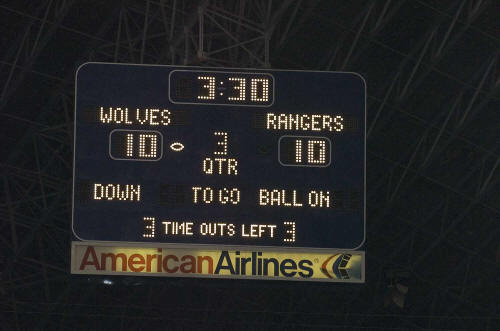 3:30
WOLVES RANGERS
10 3 10
QTR
DOWN TO GO BALL ON
3 TIME OUTS LEFT 3
AmericanAirlines